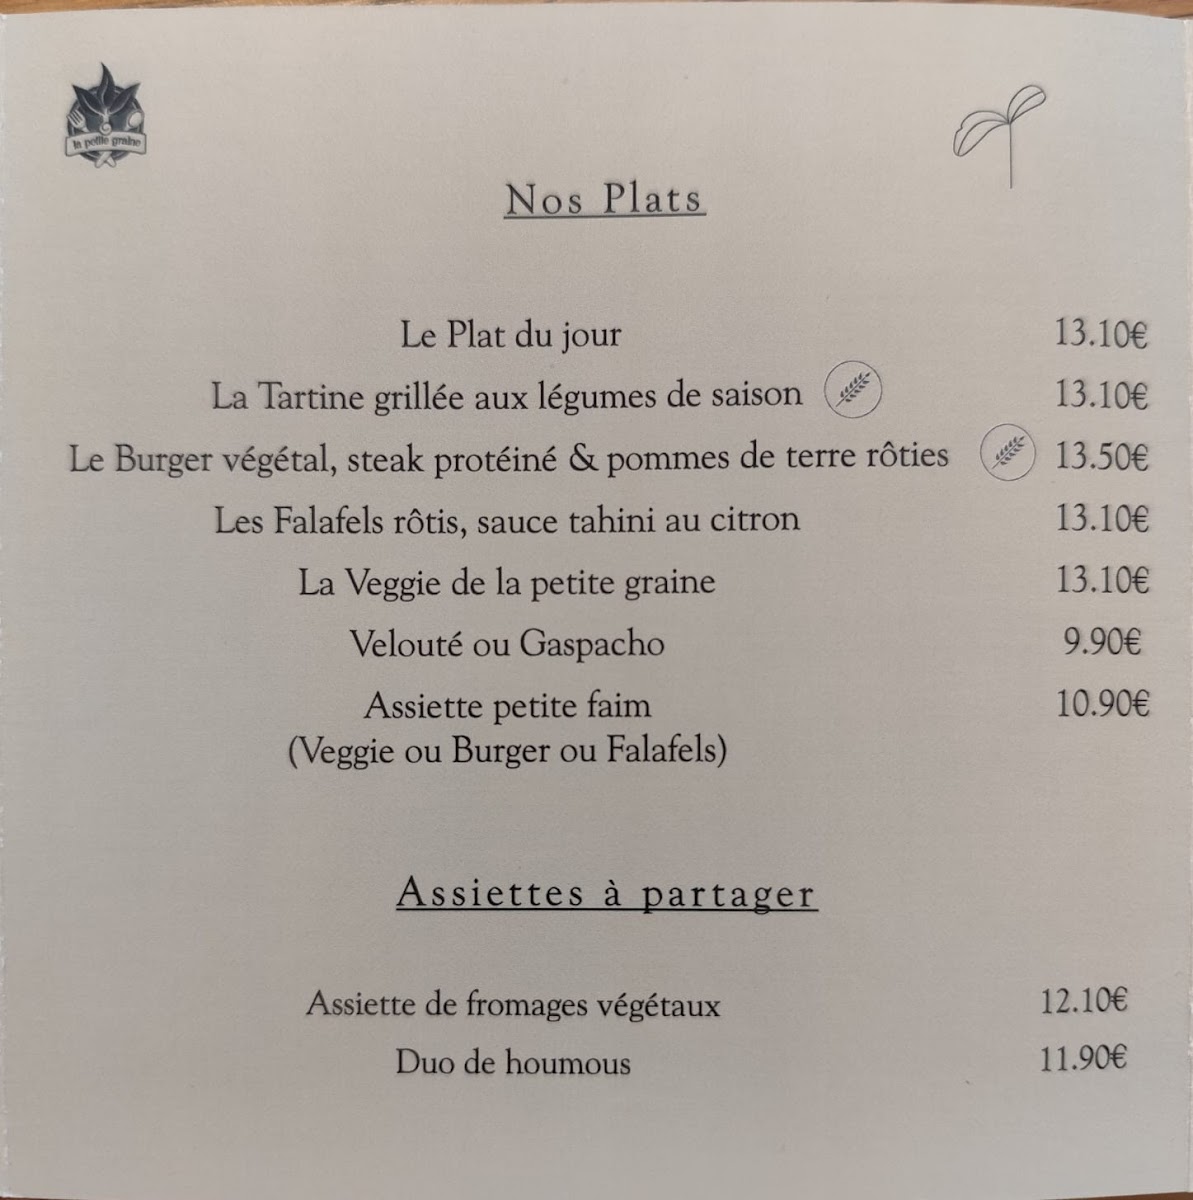 la petite graine
Nos Plats
Le Plat du jour 13.10€
La Tartine grillée aux légumes de saison 13.10€
Le Burger végétal, steak protéiné & pommes de terre rôties 13.50€
Les Falafels rôtis, sauce tahini au citron 13.10€
La Veggie de la petite graine 13.10€
Velouté ou Gaspacho 9.90€
Assiette petite faim 10.90€
(Veggie ou Burger ou Falafels)
Assiettes à partager
Assiette de fromages végétaux 12.10€
Duo de houmous 11.90€